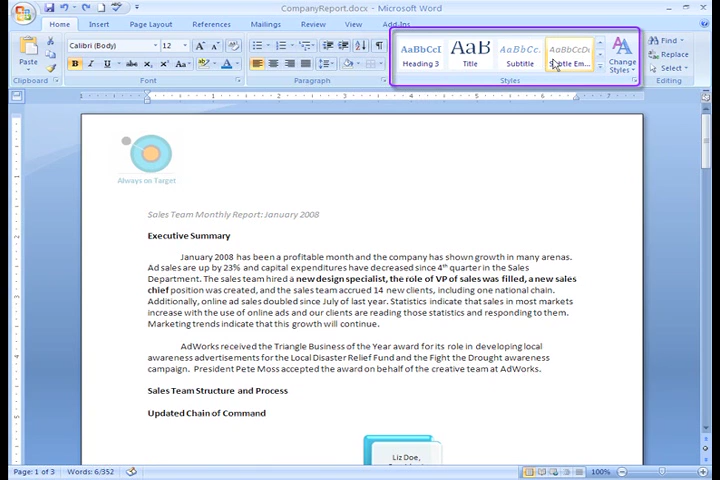 CompanyReport.docx - Microsoft Word
Home Insert Page Layout References Mailings Review View Add-Ins
Paste
Calibri (Body) 12
AaBbCcI AaB AaBbCc. AaBbCcDc
Heading 3 Title Subtitle Subtle Em...
Change Styles
Find
Replace
Select
Clipboard Font Paragraph Styles Editing
1 2 3 4 5 6 7
Always on Target
Sales Team Monthly Report: January 2008
Executive Summary
January 2008 has been a profitable month and the company has shown growth in many arenas.
Ad sales are up by 23% and capital expenditures have decreased since 4th quarter in the Sales
Department. The sales team hired a new design specialist, the role of VP of sales was filled, a new sales
chief position was created, and the sales team accrued 14 new clients, including one national chain.
Additionally, online ad sales doubled since July of last year. Statistics indicate that sales in most markets
increase with the use of online ads and our clients are reading those statistics and responding to them.
Marketing trends indicate that this growth will continue.
AdWorks received the Triangle Business of the Year award for its role in developing local
awareness advertisements for the Local Disaster Relief Fund and the Fight the Drought awareness
campaign. President Pete Moss accepted the award on behalf of the creative team at AdWorks.
Sales Team Structure and Process
Updated Chain of Command
Liz Doe,
Page: 1 of 3 Words: 6/352 100%